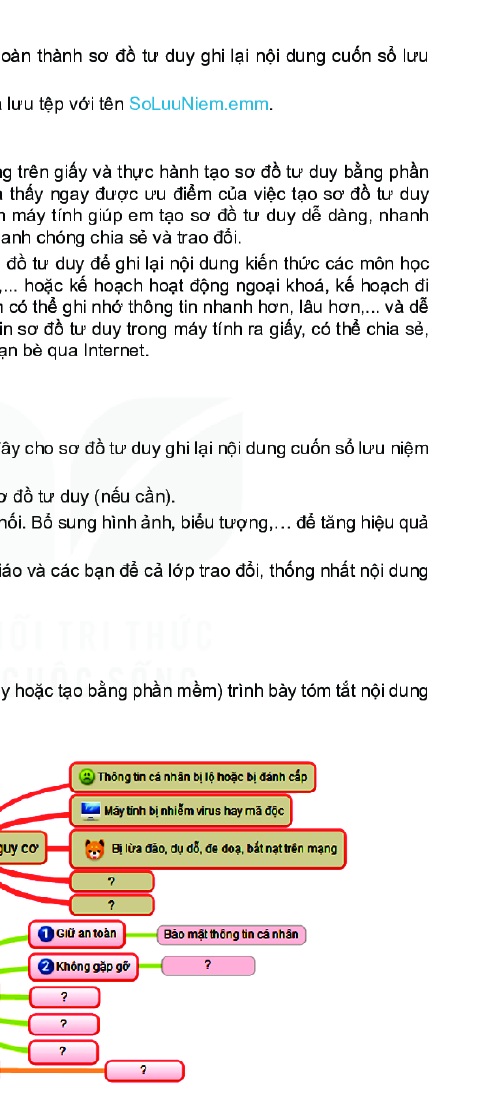 oàn thành sơ đồ tư duy ghi lại nội dung cuốn sổ lưu
lưu tệp với tên SoLuuNiem.emm.
ng trên giấy và thực hành tạo sơ đồ tư duy bằng phần
thấy ngay được ưu điểm của việc tạo sơ đồ tư duy
máy tính giúp em tạo sơ đồ tư duy dễ dàng, nhanh
anh chóng chia sẻ và trao đổi.
đồ tư duy để ghi lại nội dung kiến thức các môn học
,... hoặc kế hoạch hoạt động ngoại khoá, kế hoạch đi
có thể ghi nhớ thông tin nhanh hơn, lâu hơn,... và dễ
in sơ đồ tư duy trong máy tính ra giấy, có thể chia sẻ,
ạn bè qua Internet.
ây cho sơ đồ tư duy ghi lại nội dung cuốn sổ lưu niệm
ơ đồ tư duy (nếu cần).
nối. Bổ sung hình ảnh, biểu tượng,... để tăng hiệu quả
iáo và các bạn để cả lớp trao đổi, thống nhất nội dung
ỐI TRI THỨC
CUỘC SỐNG
y hoặc tạo bằng phần mềm) trình bày tóm tắt nội dung
Thông tin cá nhân bị lộ hoặc bị đánh cắp
Máy tính bị nhiễm virus hay mã độc
guy cơ
Bị lừa đảo, dụ dỗ, đe doạ, bắt nạt trên mạng
?
?
1 Giữ an toàn
Bảo mật thông tin cá nhân
2 Không gặp gỡ
?
?
?
?
?